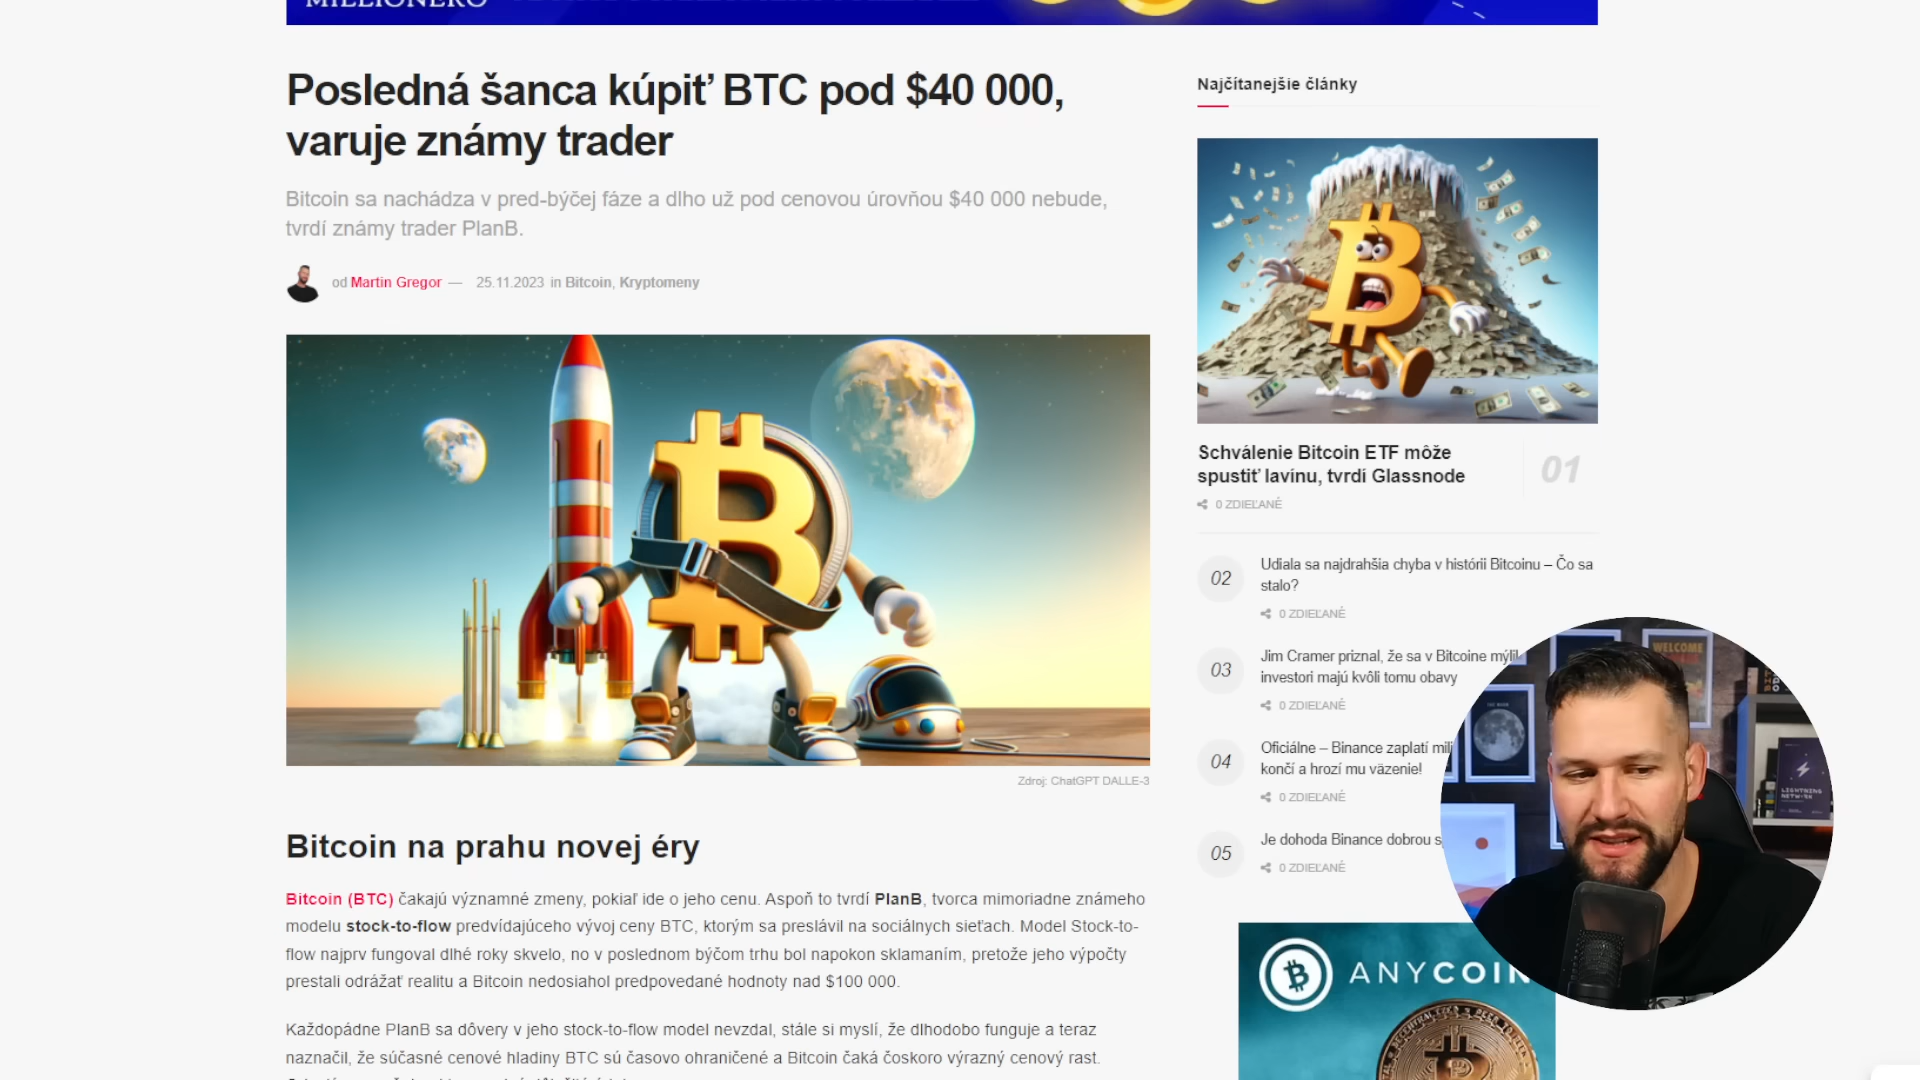 MILLIONERO
Posledná šanca kúpiť BTC pod $40 000,
varuje známy trader
Bitcoin sa nachádza v pred-býčej fáze a dlho už pod cenovou úrovňou $40 000 nebude,
tvrdí známy trader PlanB.
od Martin Gregor — 25.11.2023 in Bitcoin, Kryptomeny
Zdroj: ChatGPT DALLE-3
Bitcoin na prahu novej éry
Bitcoin (BTC) čakajú významné zmeny, pokiaľ ide o jeho cenu. Aspoň to tvrdí PlanB, tvorca mimoriadne známeho
modelu stock-to-flow predvídajúceho vývoj ceny BTC, ktorým sa preslávil na sociálnych sieťach. Model Stock-to-
flow najprv fungoval dlhé roky skvelo, no v poslednom býčom trhu bol napokon sklamaním, pretože jeho výpočty
prestali odrážať realitu a Bitcoin nedosiahol predpovedané hodnoty nad $100 000.
Každopádne PlanB sa dôvery v jeho stock-to-flow model nevzdal, stále si myslí, že dlhodobo funguje a teraz
naznačil, že súčasné cenové hladiny BTC sú časovo ohraničené a Bitcoin čaká čoskoro výrazný cenový rast.
Najčítanejšie články
Schválenie Bitcoin ETF môže
spustiť lavínu, tvrdí Glassnode
01
0 ZDIEĽANÉ
02
Udiala sa najdrahšia chyba v histórii Bitcoinu – Čo sa
stalo?
0 ZDIEĽANÉ
03
Jim Cramer priznal, že sa v Bitcoine mýlil
investori majú kvôli tomu obavy
0 ZDIEĽANÉ
04
Oficiálne – Binance zaplatí mili
končí a hrozí mu väzenie!
0 ZDIEĽANÉ
05
Je dohoda Binance dobrou s
0 ZDIEĽANÉ
ANYCOIN
WELCOME
LIGHTNING
NETWORK